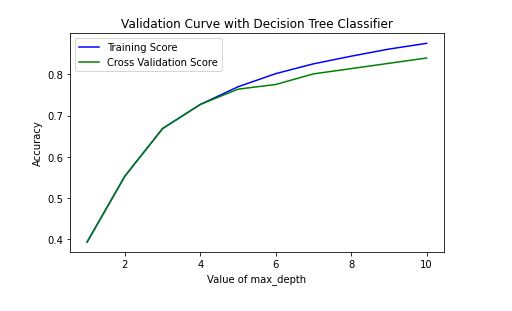 Validation Curve with Decision Tree Classifier
Training Score
Cross Validation Score
Accuracy
0.8
0.7
0.6
0.5
0.4
2 4 6 8 10
Value of max_depth